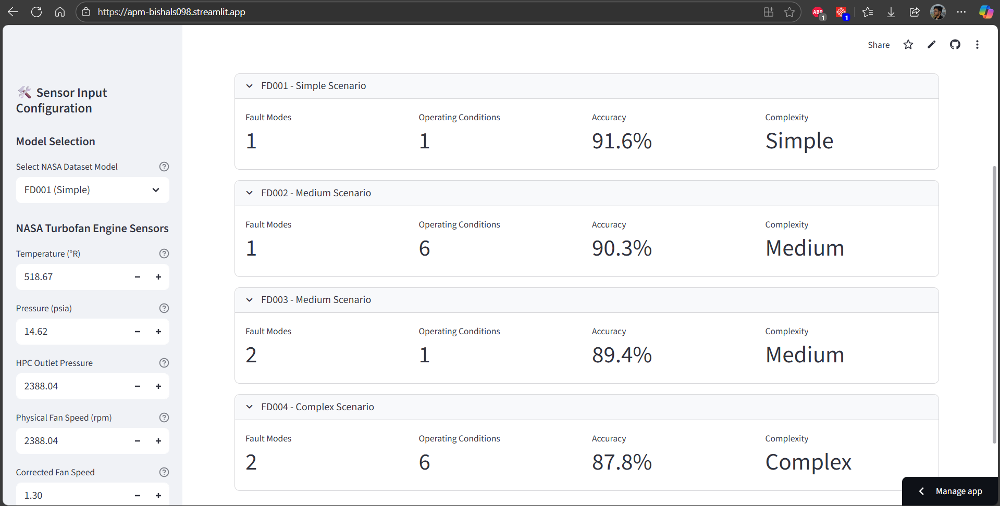 https://apm-bishals098.streamlit.app
ABP
1
1
Share
🛠️ Sensor Input
Configuration
Model Selection
Select NASA Dataset Model
FD001 (Simple)
NASA Turbofan Engine Sensors
Temperature (°R)
518.67
Pressure (psia)
14.62
HPC Outlet Pressure
2388.04
Physical Fan Speed (rpm)
2388.04
Corrected Fan Speed
1.30
FD001 - Simple Scenario
Fault Modes
Operating Conditions
Accuracy
Complexity
1
1
91.6%
Simple
FD002 - Medium Scenario
Fault Modes
Operating Conditions
Accuracy
Complexity
1
6
90.3%
Medium
FD003 - Medium Scenario
Fault Modes
Operating Conditions
Accuracy
Complexity
2
1
89.4%
Medium
FD004 - Complex Scenario
Fault Modes
Operating Conditions
Accuracy
Complexity
2
6
87.8%
Complex
Manage app